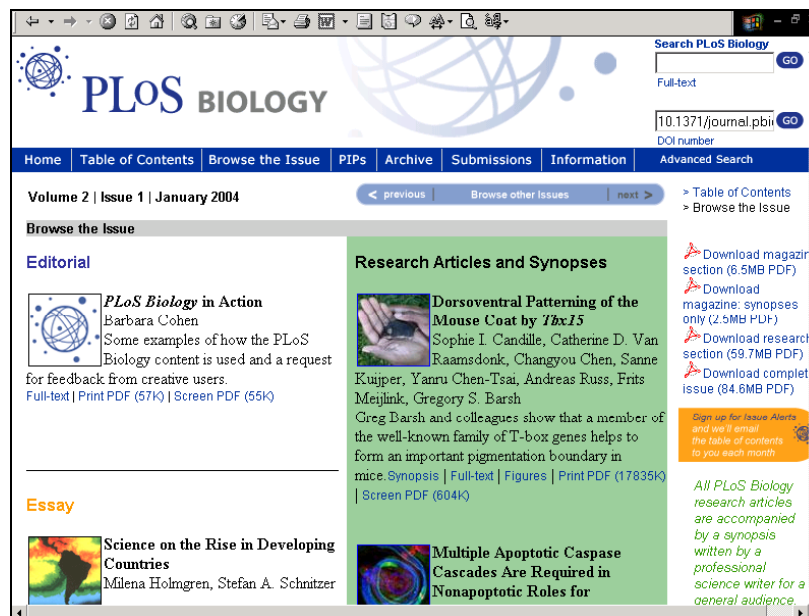 Search PLoS Biology
GO
Full-text
PLoS BIOLOGY
10.1371/journal.pbi
GO
DOI number
Home | Table of Contents | Browse the Issue | PIPs | Archive | Submissions | Information
Advanced Search
Volume 2 | Issue 1 | January 2004
< previous | Browse other Issues | next >
> Table of Contents
> Browse the Issue
Browse the Issue
Editorial
PLoS Biology in Action
Barbara Cohen
Some examples of how the PLoS
Biology content is used and a request
for feedback from creative users.
Full-text | Print PDF (57K) | Screen PDF (55K)
Essay
Science on the Rise in Developing
Countries
Milena Holmgren, Stefan A. Schnitzer
Research Articles and Synopses
Dorsoventral Patterning of the
Mouse Coat by Tbx15
Sophie I. Candille, Catherine D. Van
Raamsdonk, Changyou Chen, Sanne
Kuijper, Yanru Chen-Tsai, Andreas Russ, Frits
Meijlink, Gregory S. Barsh
Greg Barsh and colleagues show that a member of
the well-known family of T-box genes helps to
form an important pigmentation boundary in
mice.Synopsis | Full-text | Figures | Print PDF (17835K)
| Screen PDF (604K)
Multiple Apoptotic Caspase
Cascades Are Required in
Nonapoptotic Roles for
Download magazin
section (6.5MB PDF)
Download
magazine: synopses
only (2.5MB PDF)
Download research
section (59.7MB PDF)
Download complet
issue (84.6MB PDF)
Sign up for Issue Alerts
and we'll email
the table of contents
to you each month
All PLoS Biology
research articles
are accompanied
by a synopsis
written by a
professional
science writer for a
general audience.